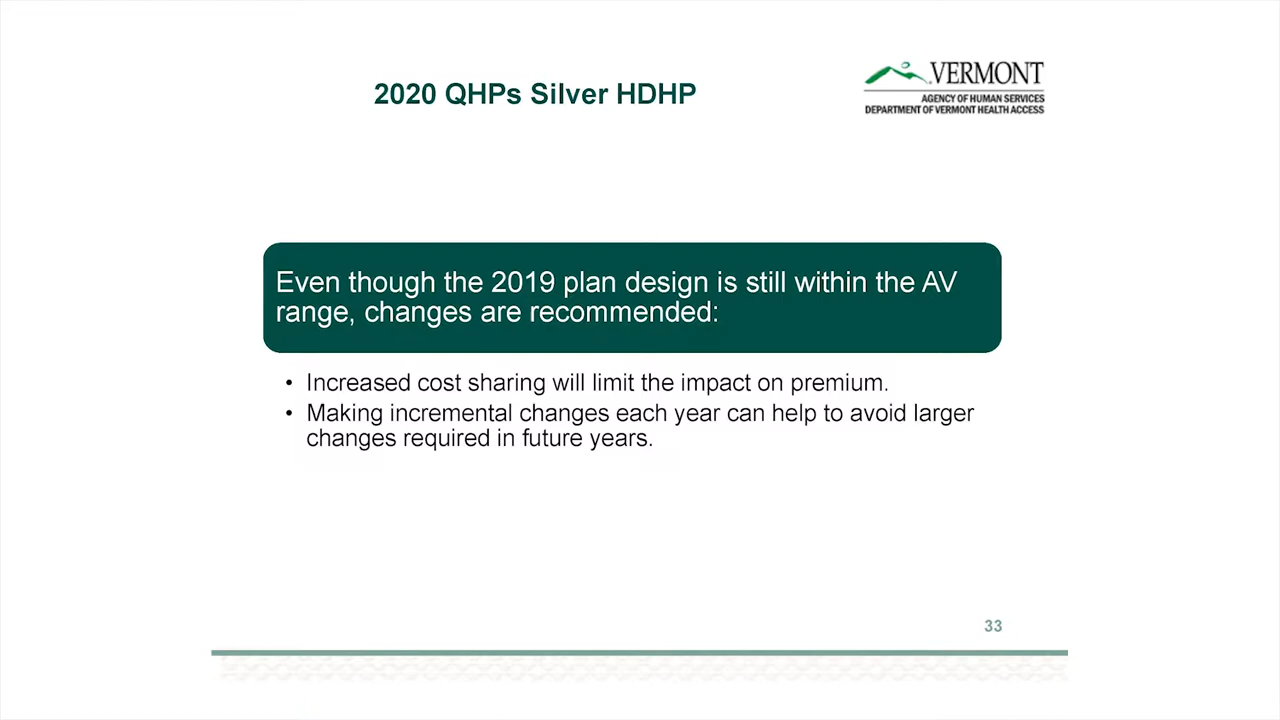 2020 QHPs Silver HDHP
VERMONT
AGENCY OF HUMAN SERVICES
DEPARTMENT OF VERMONT HEALTH ACCESS
Even though the 2019 plan design is still within the AV
range, changes are recommended:
• Increased cost sharing will limit the impact on premium.
• Making incremental changes each year can help to avoid larger
changes required in future years.
33